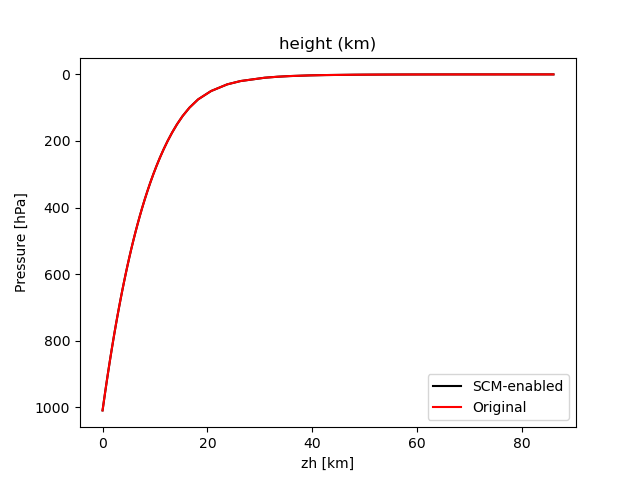 height (km)
0
200
400
600
800
1000
Pressure [hPa]
SCM-enabled
Original
0 20 40 60 80
zh [km]